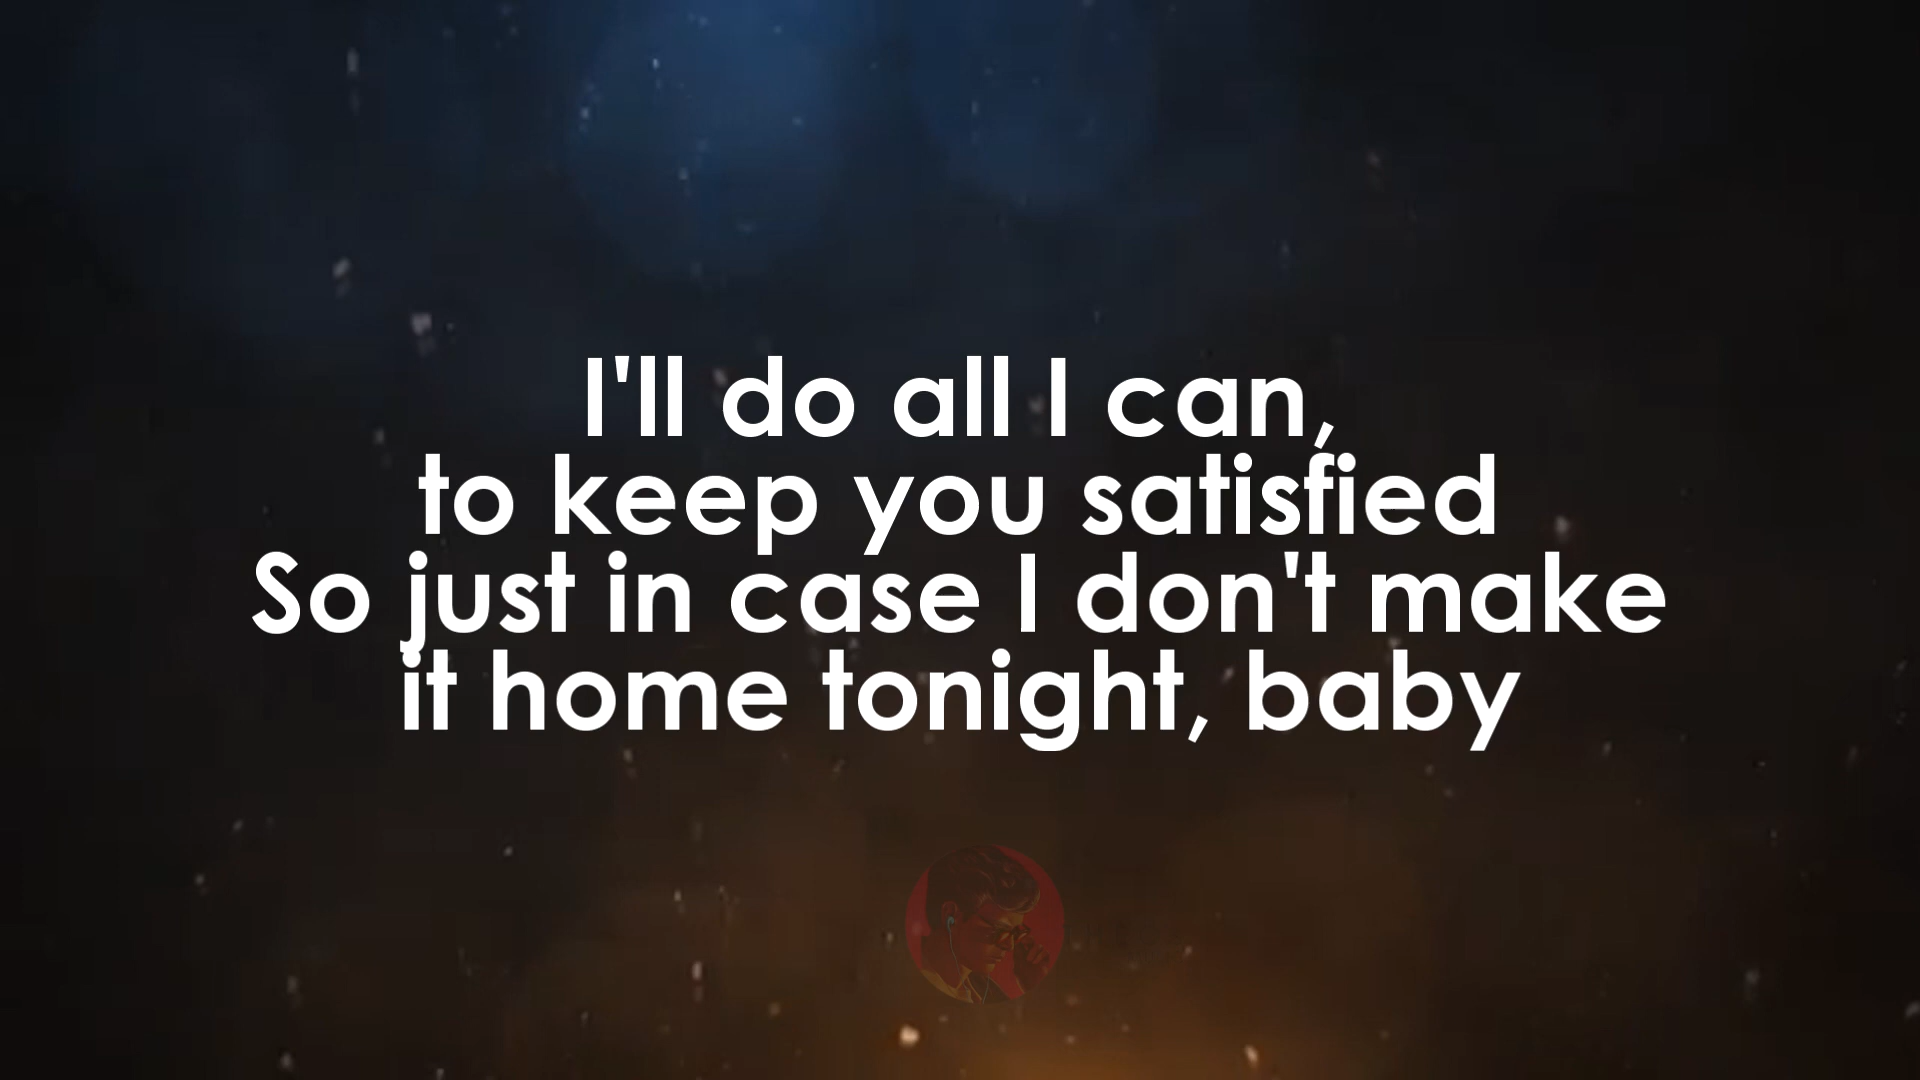 I'll do all I can,
to keep you satisfied
So just in case I don't make
it home tonight, baby